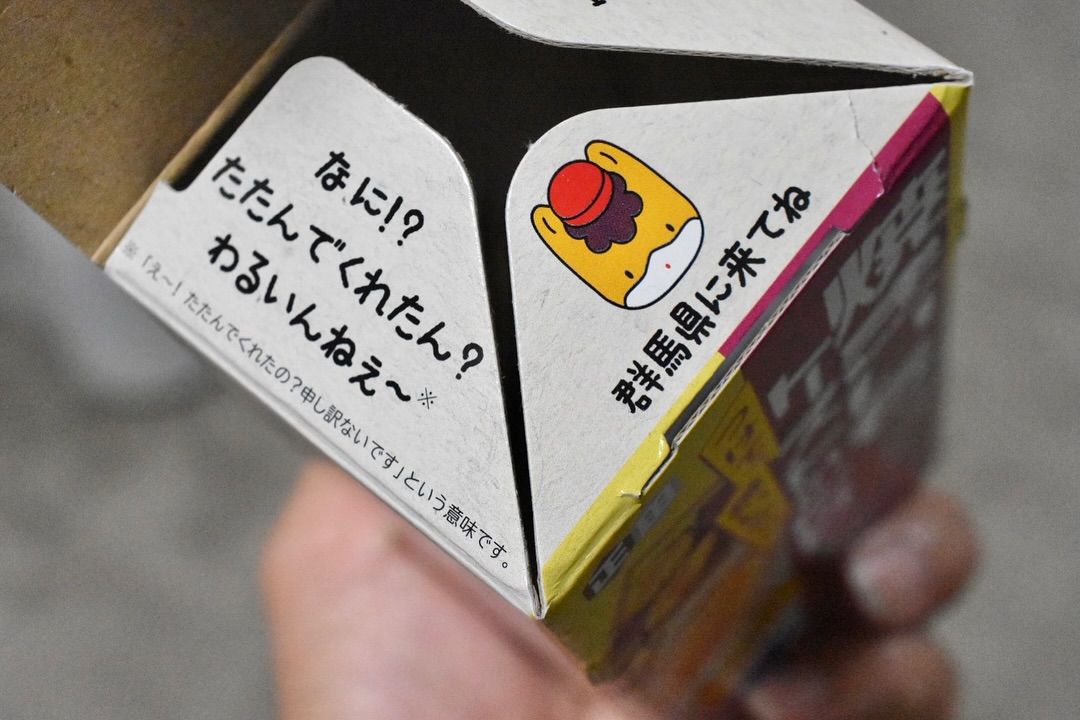 なに!?
たたんでくれたん?
わるいんねえ～※
※「え～!たたんでくれたの?申し訳ないです」という意味です。
群馬県に来てね